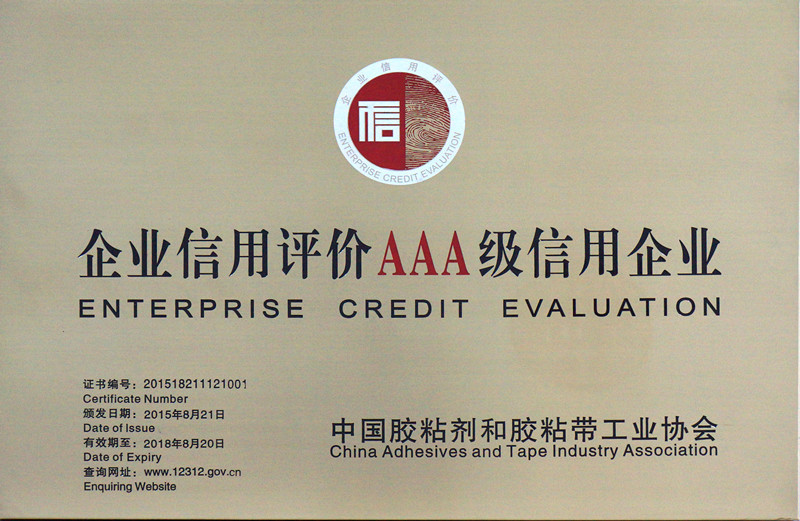 企业信用评价
信
ENTERPRISE CREDIT EVALUATION
企业信用评价AAA级信用企业
ENTERPRISE CREDIT EVALUATION
证书编号：201518211121001
Certificate Number
颁发日期：2015年8月21日
Date of Issue
有效期至：2018年8月20日
Date of Expiry
查询网址：www.12312.gov.cn
Enquiring Website
中国胶粘剂和胶粘带工业协会
China Adhesives and Tape Industry Association